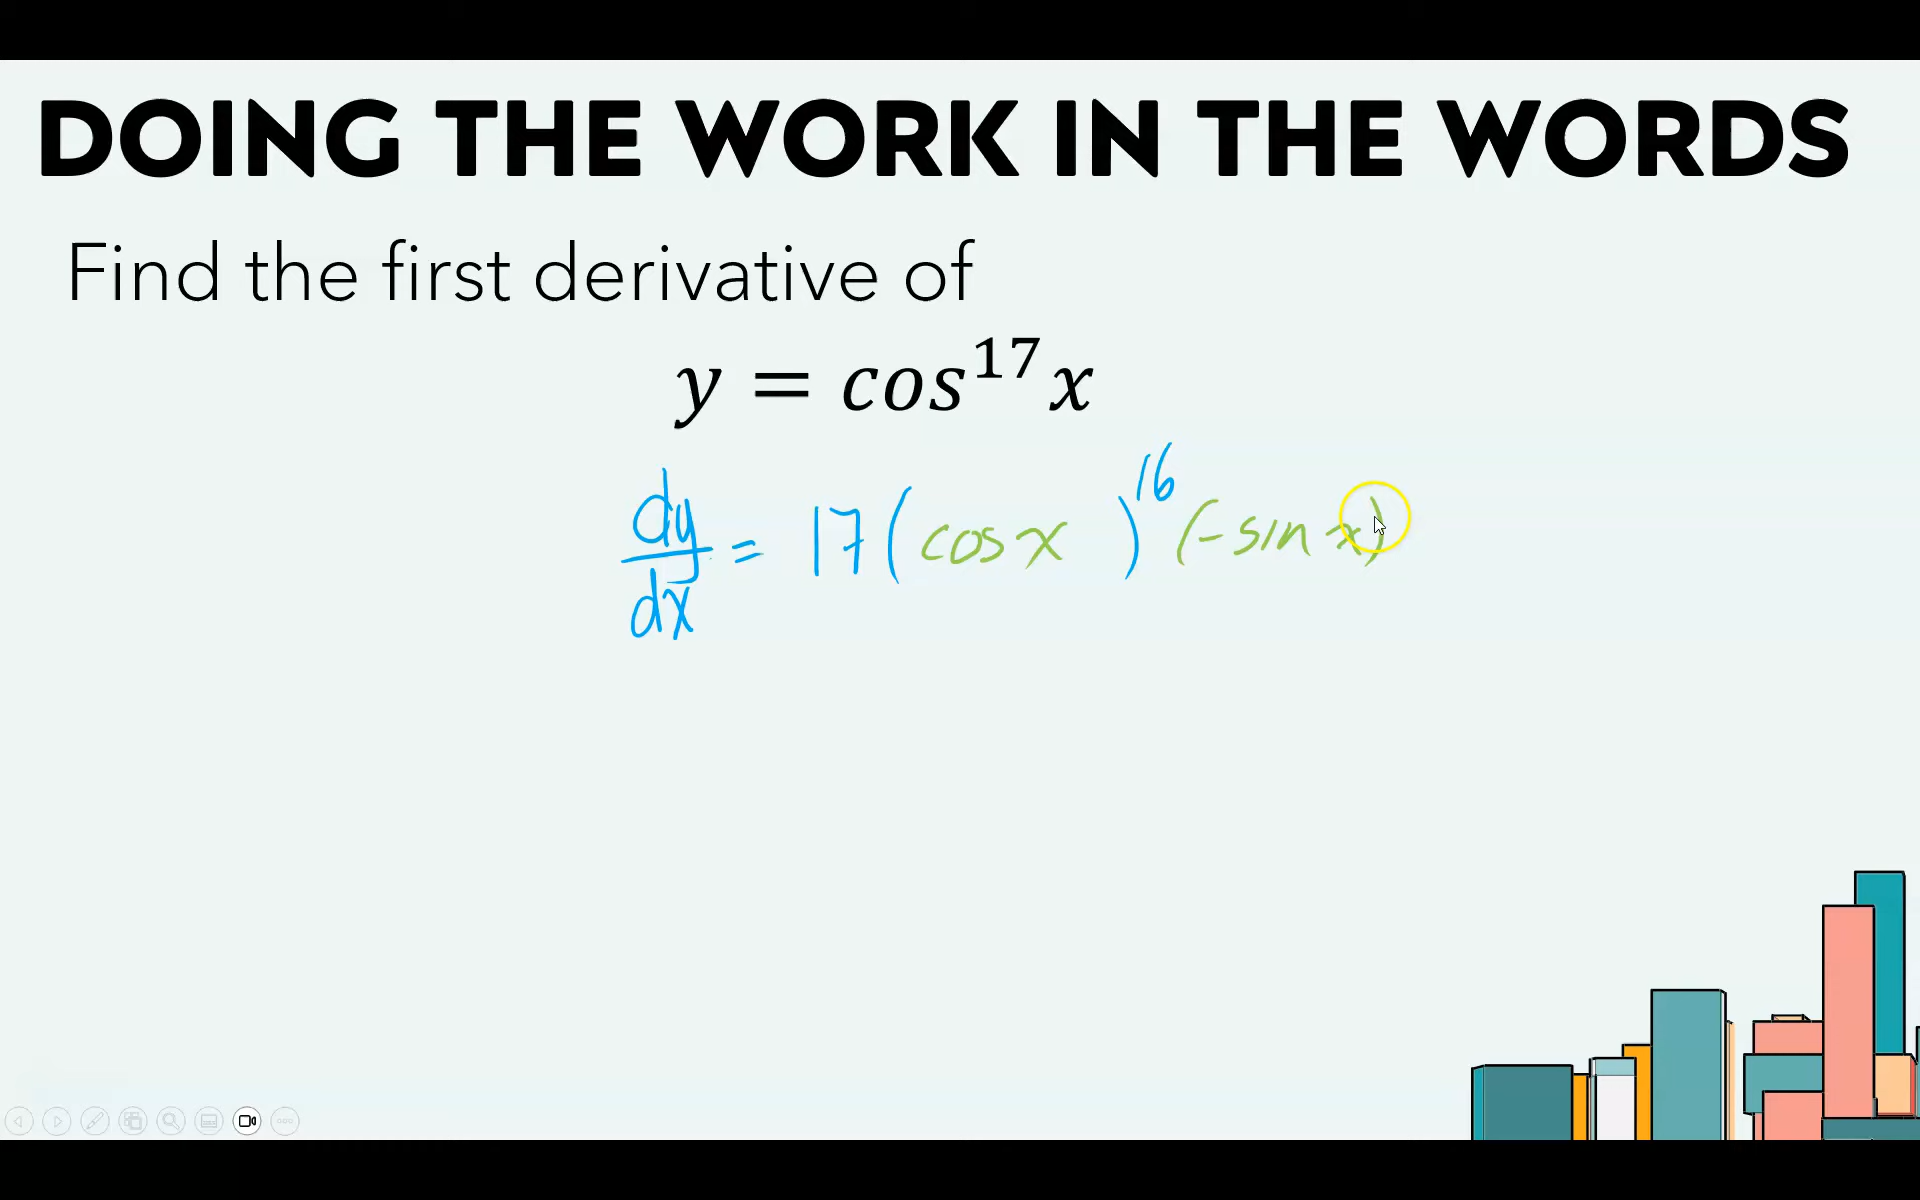 DOING THE WORK IN THE WORDS
Find the first derivative of
y = cos¹⁷x
dy/dx = 17(cos x)¹⁶(-sin x)